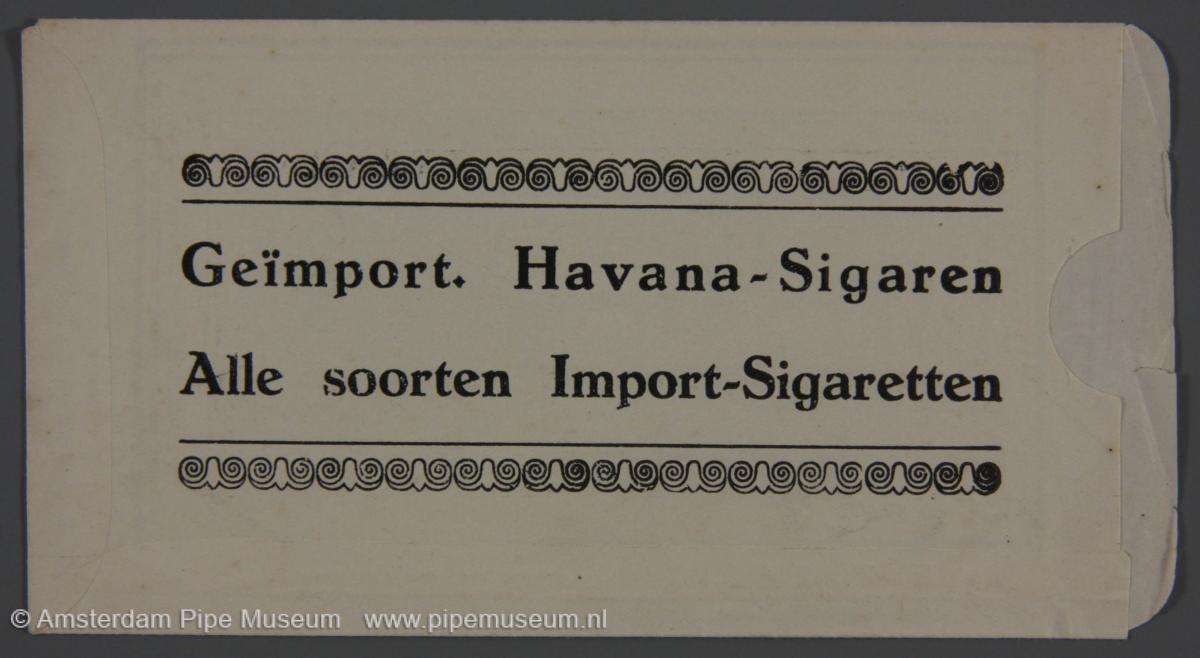 Geïmport. Havana-Sigaren
Alle soorten Import-Sigaretten
© Amsterdam Pipe Museum www.pipemuseum.nl